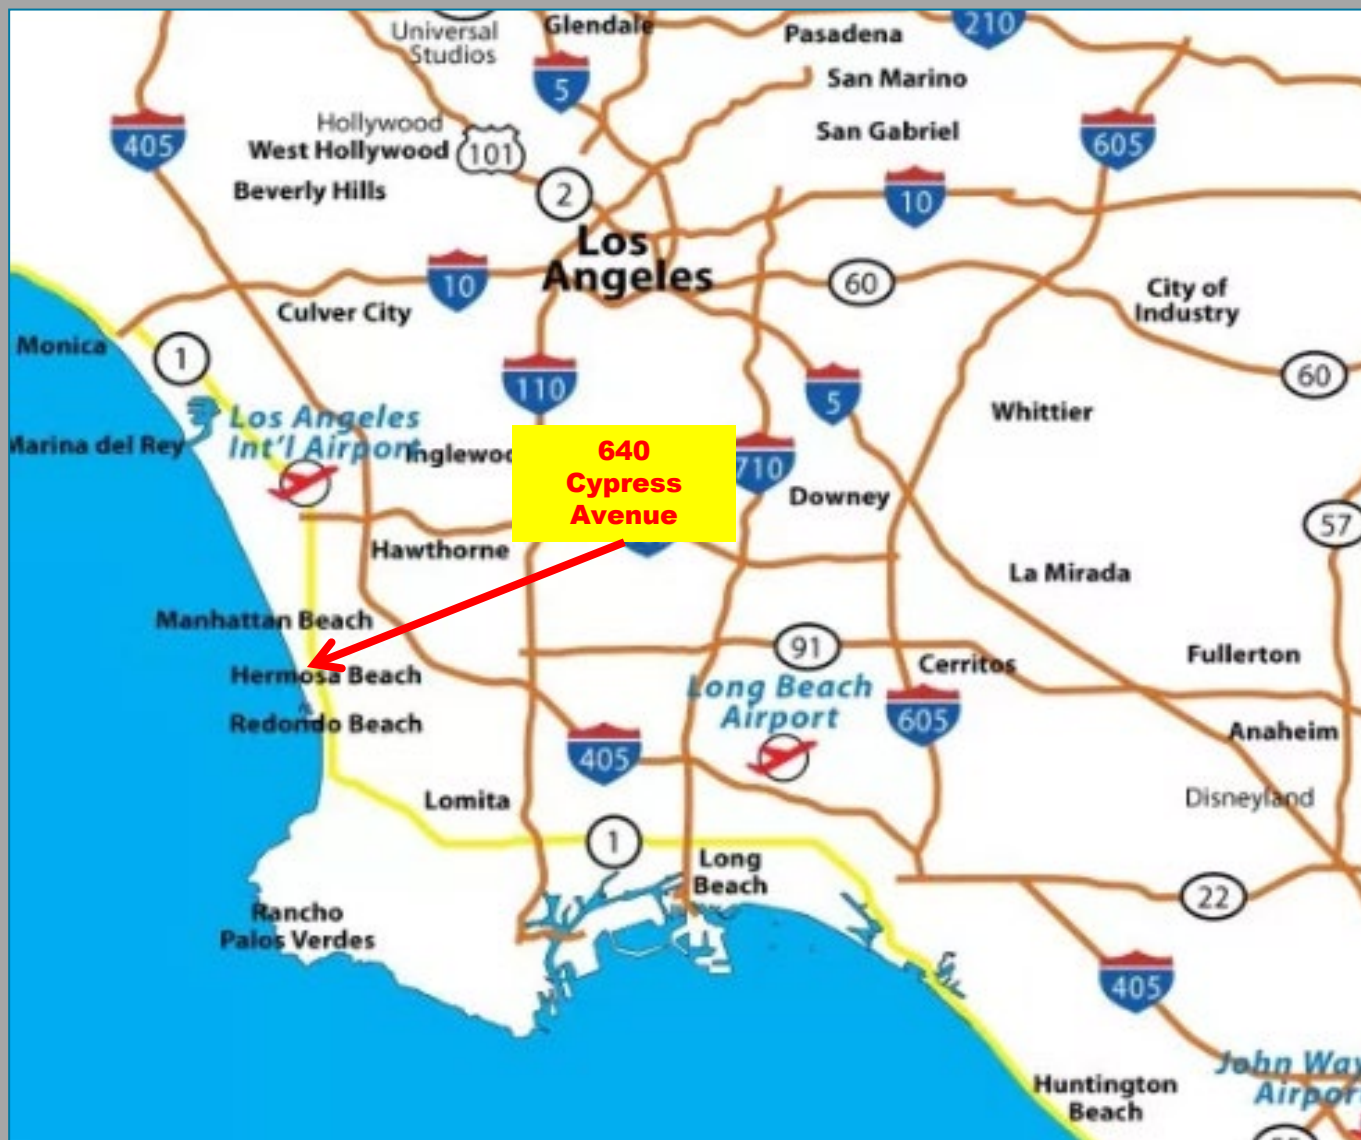 Universal
Studios
Glendale
Pasadena
210
San Marino
5
Hollywood
West Hollywood
101
San Gabriel
405
605
Beverly Hills
2
10
Los
Angeles
10
60
City of
Industry
Culver City
Monica
1
110
5
60
Los Angeles
Int'l Airport
Whittier
Marina del Rey
640
Cypress
Avenue
710
Downey
57
Hawthorne
La Mirada
Manhattan Beach
91
Cerritos
Fullerton
Hermosa Beach
Long Beach
Airport
605
Redondo Beach
Anaheim
405
Lomita
Disneyland
1
Long
Beach
22
Rancho
Palos Verdes
405
John
Huntington
Beach